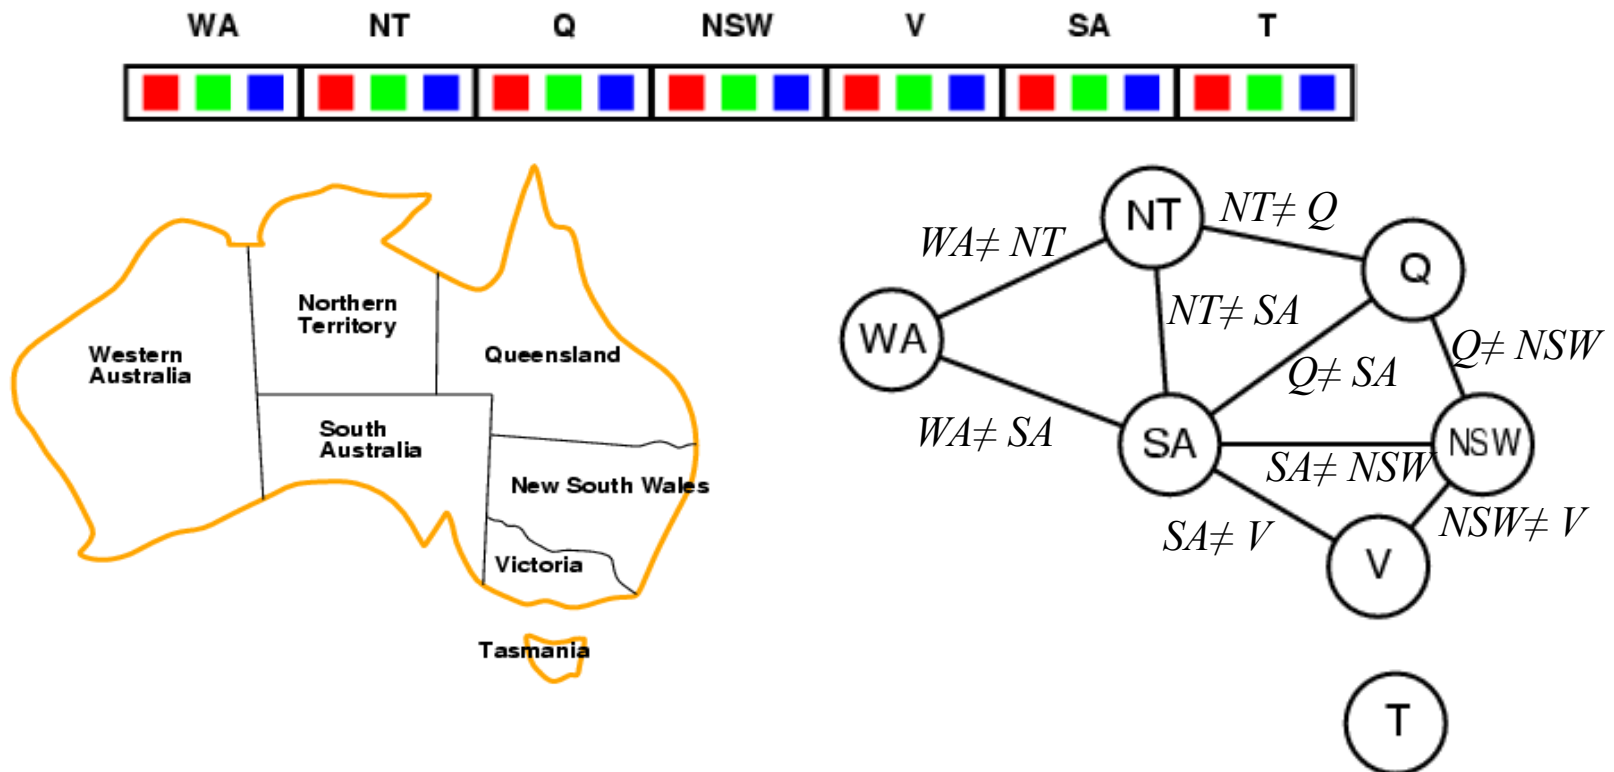 WA NT Q NSW V SA T
Northern
Territory
Western
Australia
Queensland
South
Australia
New South Wales
Victoria
Tasmania
NT
NT≠ Q
WA≠ NT
Q
NT≠ SA
WA
Q≠ NSW
Q≠ SA
WA≠ SA
SA
NSW
SA≠ NSW
SA≠ V
NSW≠ V
V
T